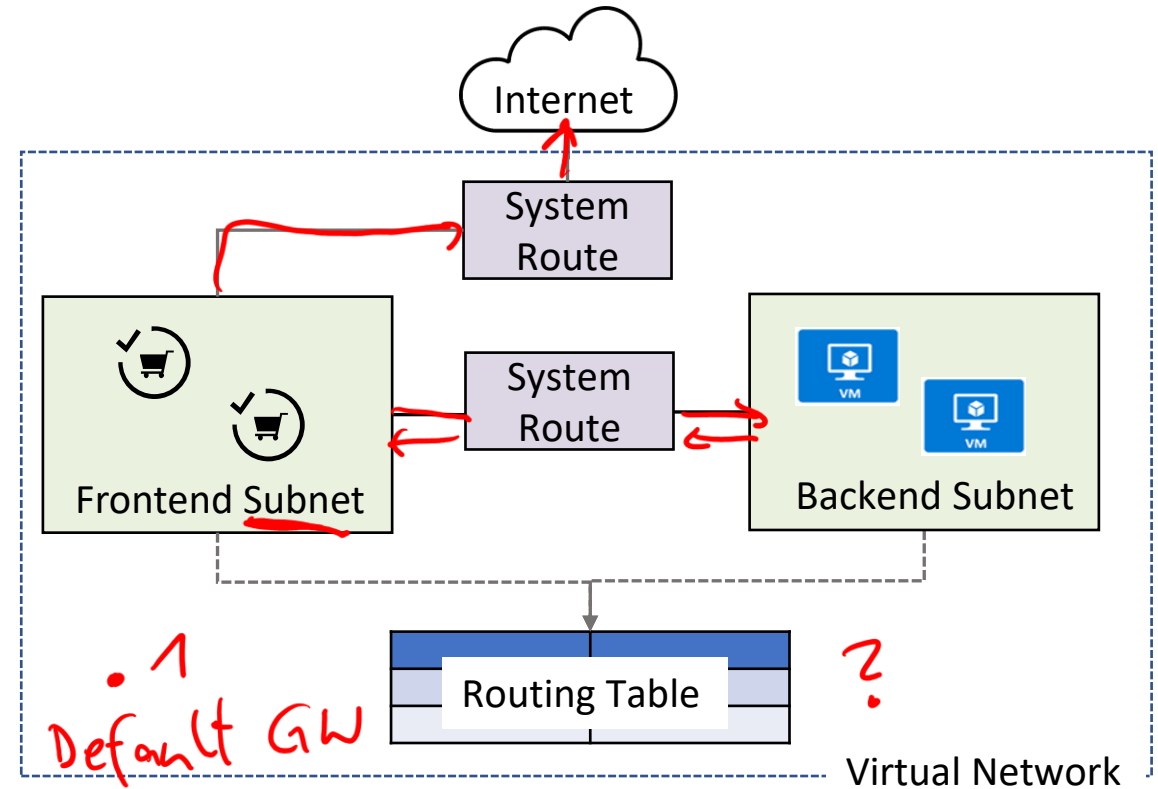 Internet
System
Route
System
Route
VM
VM
Frontend Subnet
Backend Subnet
.1
Default GW
Routing Table
?
Virtual Network